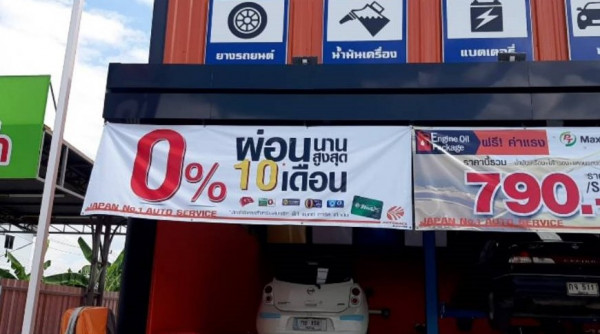 ยางรถยนต์
น้ำมันเครื่อง
แบตเตอรี่
0%
ผ่อนนานสูงสุด
10 เดือน
JAPAN No.1 AUTO SERVICE
Engine Oil Package
ฟรี! ค่าแรง
Max
ราคานี้รวม
790.-
/S
JAPAN No.1 AUTO SERVICE